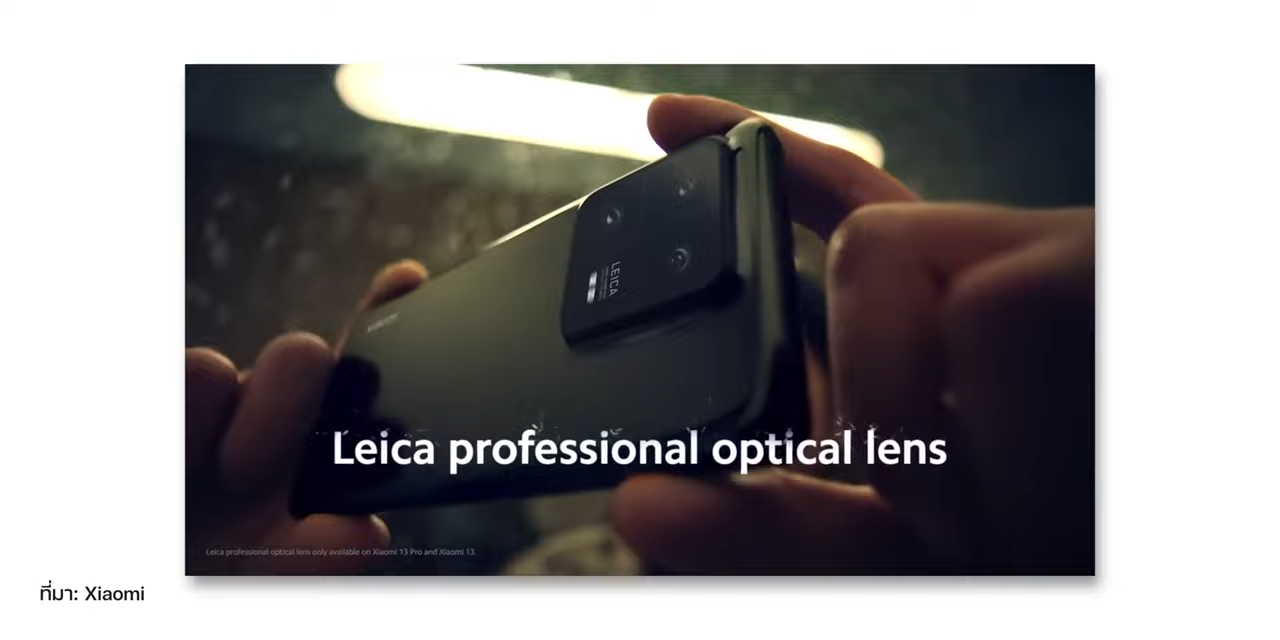 LEICA
Leica professional optical lens
Leica professional optical lens only available on Xiaomi 13 Pro and Xiaomi 13.
ที่มา: Xiaomi